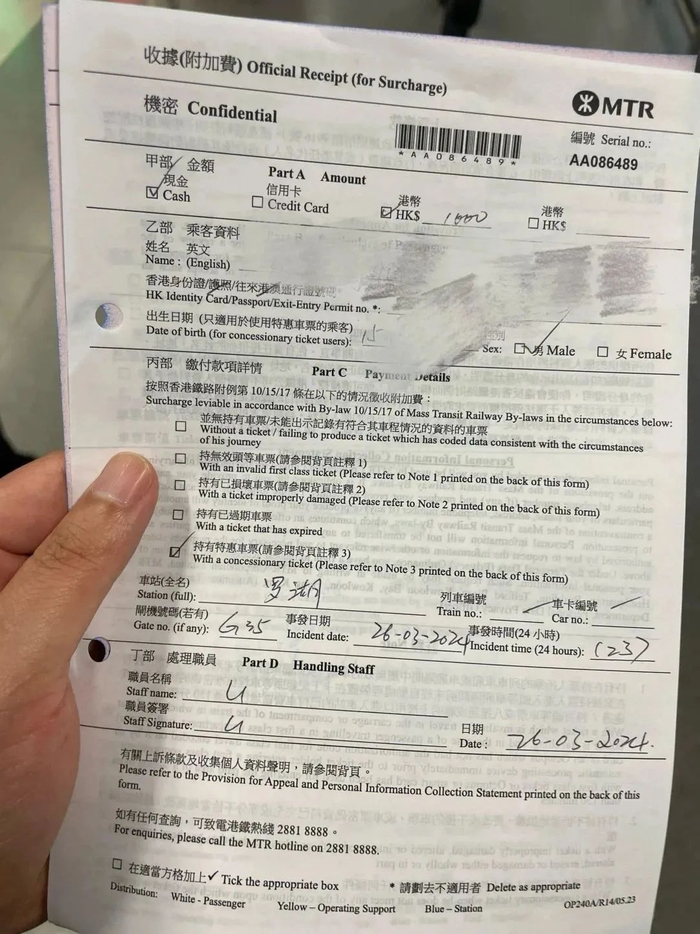 收據(附加費) Official Receipt (for Surcharge)
MTR
機密 Confidential
*AA086489*
編號 Serial no.:
AA086489
甲部 金額 Part A Amount
現金 信用卡 港幣 港幣
☑ Cash ☐ Credit Card ☑ HK$ 1000 ☐ HK$
乙部 乘客資料
姓名 英文
Name : (English)
香港身份證/護照/往來港澳通行證號碼
HK Identity Card/Passport/Exit-Entry Permit no. *:
出生日期 (只適用於使用特惠車票的乘客)
Date of birth (for concessionary ticket users): 15
性別
Sex: ☑ 男 Male ☐ 女 Female
丙部 繳付款項詳情 Part C Payment Details
按照香港鐵路附例第 10/15/17 條在以下的情況徵收附加費：
Surcharge leviable in accordance with By-law 10/15/17 of Mass Transit Railway By-laws in the circumstances below:
☐ 並無持有車票/未能出示記錄有符合其車程情況的資料的車票
Without a ticket / failing to produce a ticket which has coded data consistent with the circumstances
of his journey
☐ 持無效頭等車票(請參閱背頁註釋 1)
With an invalid first class ticket (Please refer to Note 1 printed on the back of this form)
☐ 持有已損壞車票(請參閱背頁註釋 2)
With a ticket improperly damaged (Please refer to Note 2 printed on the back of this form)
☐ 持有已過期車票
With a ticket that has expired
☑ 持有特惠車票(請參閱背頁註釋 3)
With a concessionary ticket (Please refer to Note 3 printed on the back of this form)
車站(全名) 列車編號 車卡編號
Station (full): 罗湖 Train no.: Car no.:
閘機號碼(若有) 事發日期 事發時間(24 小時)
Gate no. (if any): G35 Incident date: 26-03-2024 Incident time (24 hours): 1237
丁部 處理職員 Part D Handling Staff
職員名稱
Staff name:
職員簽署 日期
Staff Signature: Date : 26-03-2024.
有關上訴條款及收集個人資料聲明，請參閱背頁。
Please refer to the Provision for Appeal and Personal Information Collection Statement printed on the back of this
form.
如有任何查詢，可致電港鐵熱線 2881 8888。
For enquiries, please call the MTR hotline on 2881 8888.
☐ 在適當方格加上✓ Tick the appropriate box * 請劃去不適用者 Delete as appropriate
Distribution: White - Passenger Yellow – Operating Support Blue – Station OP240A/R14/05.23